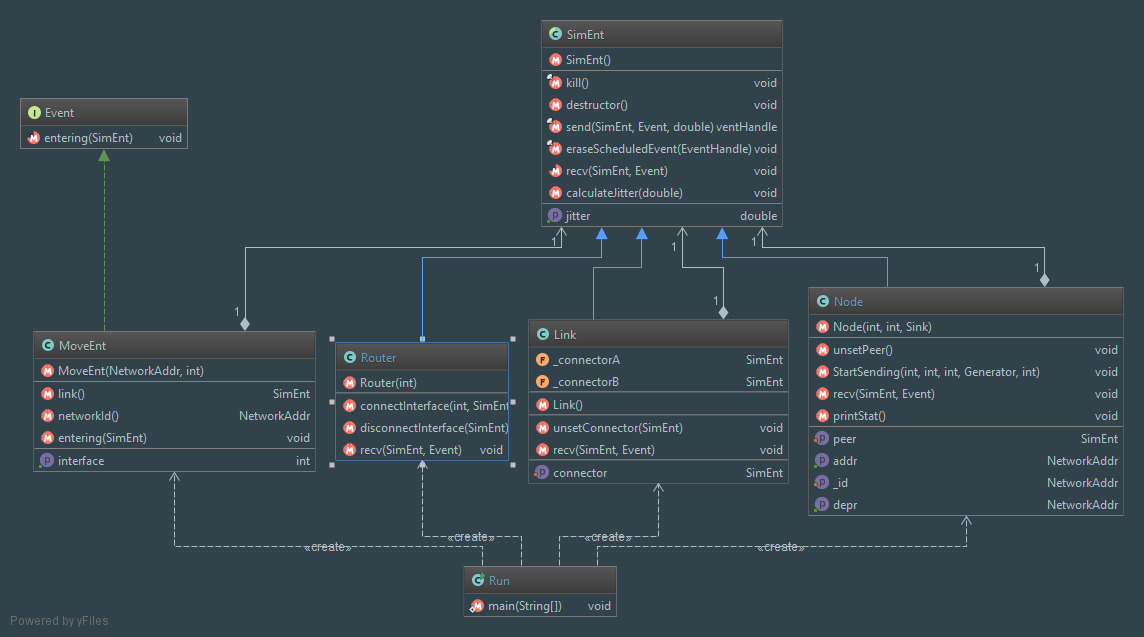 SimEnt
SimEnt()
kill() void
destructor() void
send(SimEnt, Event, double) ventHandle
eraseScheduledEvent(EventHandle) void
recv(SimEnt, Event) void
calculateJitter(double) void
jitter double
Event
entering(SimEnt) void
1
1
1
1
1
1
MoveEnt
MoveEnt(NetworkAddr, int)
link() SimEnt
networkId() NetworkAddr
entering(SimEnt) void
interface int
Router
Router(int)
connectInterface(int, SimEnt
disconnectInterface(SimEnt)
recv(SimEnt, Event) void
Link
_connectorA SimEnt
_connectorB SimEnt
Link()
unsetConnector(SimEnt) void
recv(SimEnt, Event) void
connector SimEnt
Node
Node(int, int, Sink)
unsetPeer() void
StartSending(int, int, int, Generator, int) void
recv(SimEnt, Event) void
printStat() void
peer SimEnt
addr NetworkAddr
_id NetworkAddr
depr NetworkAddr
«create»
«create»
«create»
«create»
Run
main(String[]) void
Powered by yFiles